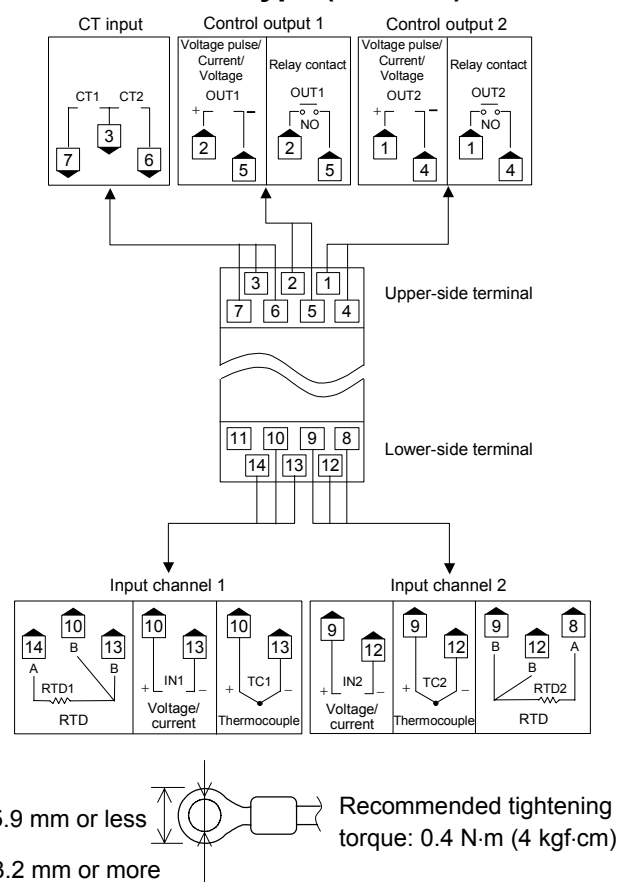 CT input
Control output 1
Control output 2
Voltage pulse/
Current/
Voltage
Relay contact
Voltage pulse/
Current/
Voltage
Relay contact
CT1
CT2
OUT1
OUT1
OUT2
OUT2
+
−
NO
+
−
NO
3
7
6
2
5
2
5
1
4
1
4
3
2
1
7
6
5
4
Upper-side terminal
11
10
9
8
14
13
12
Lower-side terminal
Input channel 1
Input channel 2
14
10
13
A
B
B
RTD1
RTD
10
13
+
IN1
−
Voltage/
current
10
13
+
TC1
−
Thermocouple
9
12
+
IN2
−
Voltage/
current
9
12
+
TC2
−
Thermocouple
9
12
8
B
B
A
RTD2
RTD
5.9 mm or less
3.2 mm or more
Recommended tightening
torque: 0.4 N·m (4 kgf·cm)